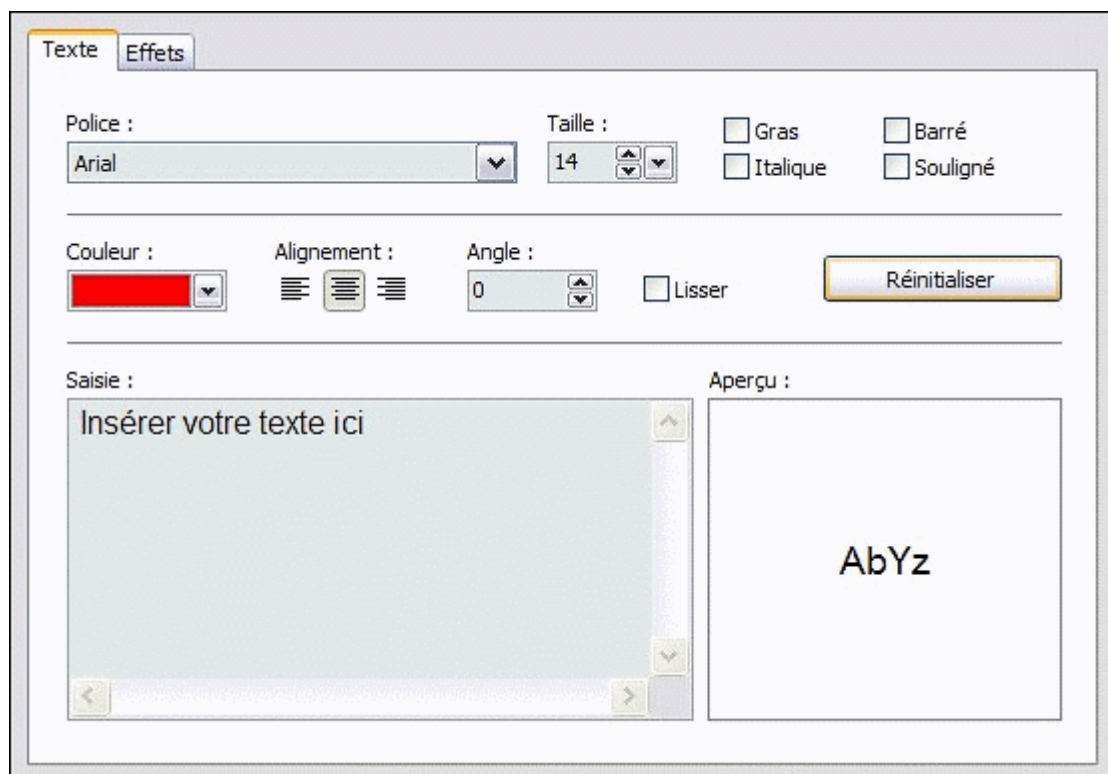 Texte Effets
Police : Taille :
Gras Barré
Arial 14
Italique Souligné
Couleur : Alignement : Angle :
0 Lisser Réinitialiser
Saisie : Aperçu :
Insérer votre texte ici
AbYz